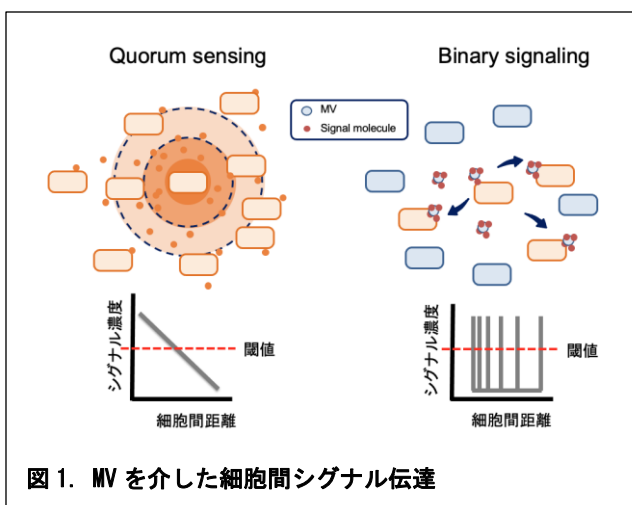 Quorum sensing
Binary signaling
MV
Signal molecule
シグナル濃度
閾値
細胞間距離
シグナル濃度
閾値
細胞間距離
図 1. MV を介した細胞間シグナル伝達